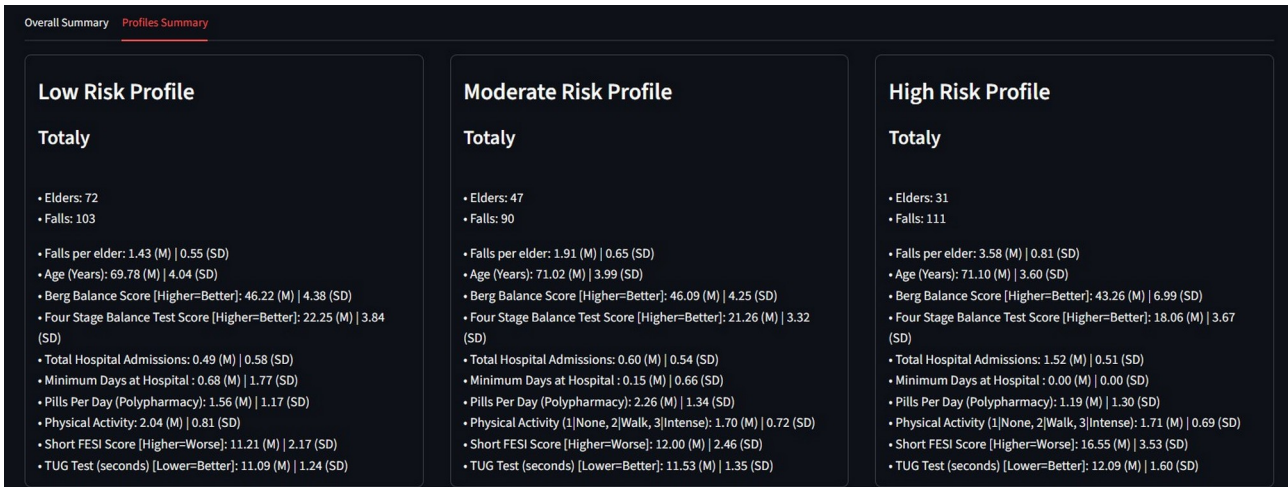 Overall Summary Profiles Summary
Low Risk Profile
Totaly
• Elders: 72
• Falls: 103
• Falls per elder: 1.43 (M) | 0.55 (SD)
• Age (Years): 69.78 (M) | 4.04 (SD)
• Berg Balance Score [Higher=Better]: 46.22 (M) | 4.38 (SD)
• Four Stage Balance Test Score [Higher=Better]: 22.25 (M) | 3.84
(SD)
• Total Hospital Admissions: 0.49 (M) | 0.58 (SD)
• Minimum Days at Hospital : 0.68 (M) | 1.77 (SD)
• Pills Per Day (Polypharmacy): 1.56 (M) | 1.17 (SD)
• Physical Activity: 2.04 (M) | 0.81 (SD)
• Short FESI Score [Higher=Worse]: 11.21 (M) | 2.17 (SD)
• TUG Test (seconds) [Lower=Better]: 11.09 (M) | 1.24 (SD)
Moderate Risk Profile
Totaly
• Elders: 47
• Falls: 90
• Falls per elder: 1.91 (M) | 0.65 (SD)
• Age (Years): 71.02 (M) | 3.99 (SD)
• Berg Balance Score [Higher=Better]: 46.09 (M) | 4.25 (SD)
• Four Stage Balance Test Score [Higher=Better]: 21.26 (M) | 3.32
(SD)
• Total Hospital Admissions: 0.60 (M) | 0.54 (SD)
• Minimum Days at Hospital : 0.15 (M) | 0.66 (SD)
• Pills Per Day (Polypharmacy): 2.26 (M) | 1.34 (SD)
• Physical Activity (1|None, 2|Walk, 3|Intense): 1.70 (M) | 0.72 (SD)
• Short FESI Score [Higher=Worse]: 12.00 (M) | 2.46 (SD)
• TUG Test (seconds) [Lower=Better]: 11.53 (M) | 1.35 (SD)
High Risk Profile
Totaly
• Elders: 31
• Falls: 111
• Falls per elder: 3.58 (M) | 0.81 (SD)
• Age (Years): 71.10 (M) | 3.60 (SD)
• Berg Balance Score [Higher=Better]: 43.26 (M) | 6.99 (SD)
• Four Stage Balance Test Score [Higher=Better]: 18.06 (M) | 3.67
(SD)
• Total Hospital Admissions: 1.52 (M) | 0.51 (SD)
• Minimum Days at Hospital : 0.00 (M) | 0.00 (SD)
• Pills Per Day (Polypharmacy): 1.19 (M) | 1.30 (SD)
• Physical Activity (1|None, 2|Walk, 3|Intense): 1.71 (M) | 0.69 (SD)
• Short FESI Score [Higher=Worse]: 16.55 (M) | 3.53 (SD)
• TUG Test (seconds) [Lower=Better]: 12.09 (M) | 1.60 (SD)